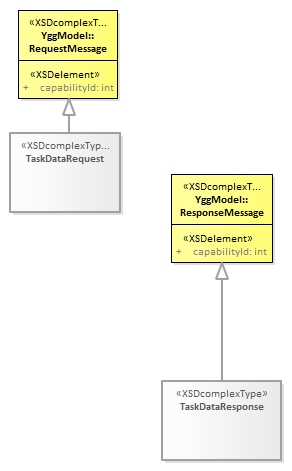 «XSDcomplexT...
YggModel::
RequestMessage
«XSDelement»
+ capabilityId: int
«XSDcomplexTyp...
TaskDataRequest
«XSDcomplexT...
YggModel::
ResponseMessage
«XSDelement»
+ capabilityId: int
«XSDcomplexType»
TaskDataResponse